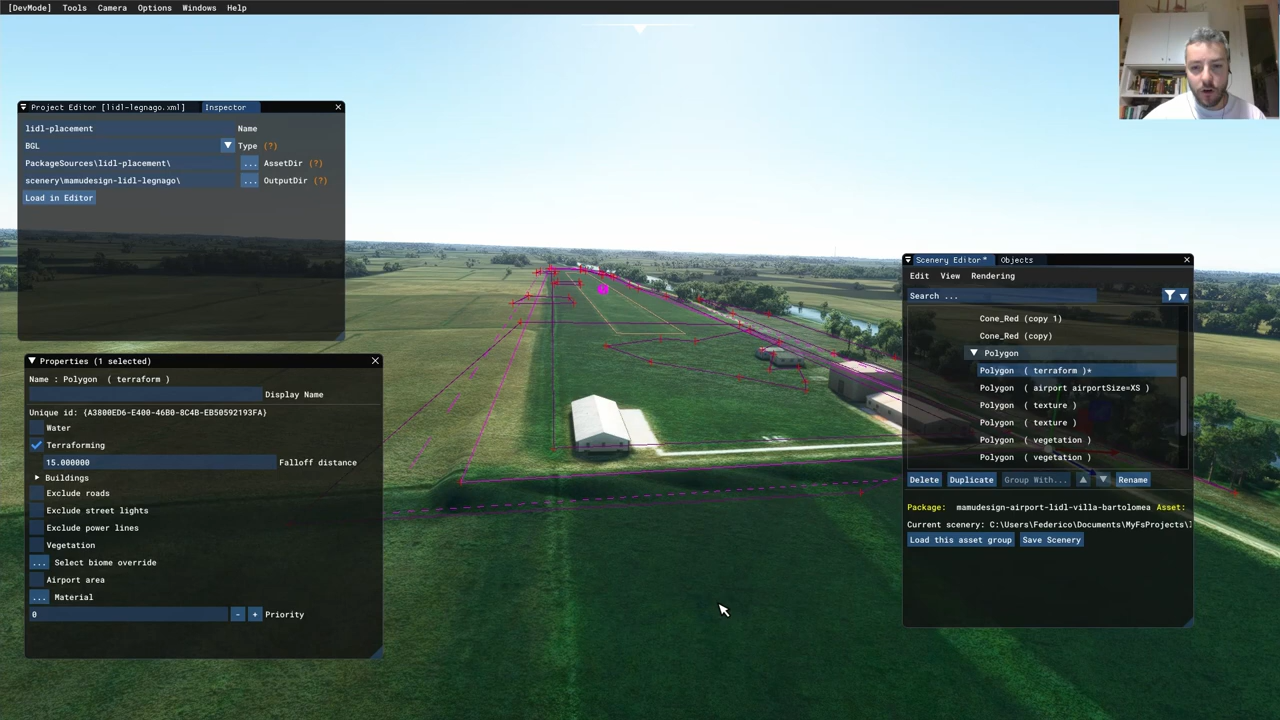 [DevMode] Tools Camera Options Windows Help
Project Editor [lidl-legnago.xml] Inspector
lidl-placement Name
BGL Type (?)
PackageSources\lidl-placement\ ... AssetDir (?)
scenery\mamudesign-lidl-legnago\ ... OutputDir (?)
Load in Editor
Properties (1 selected)
Name : Polygon ( terraform )
Display Name
Unique id: {A3800ED6-E400-46B0-8C4B-EB50592193FA}
Water
Terraforming
15.000000 Falloff distance
Buildings
Exclude roads
Exclude street lights
Exclude power lines
Vegetation
... Select biome override
Airport area
... Material
0 - + Priority
Scenery Editor* Objects
Edit View Rendering
Search ...
Cone_Red (copy 1)
Cone_Red (copy)
Polygon
Polygon ( terraform )*
Polygon ( airport airportSize=XS )
Polygon ( texture )
Polygon ( texture )
Polygon ( vegetation )
Polygon ( vegetation )
Delete Duplicate Group With... Rename
Package: mamudesign-airport-lidl-villa-bartolomea Asset:
Current scenery: C:\Users\Federico\Documents\MyFsProjects\
Load this asset group Save Scenery